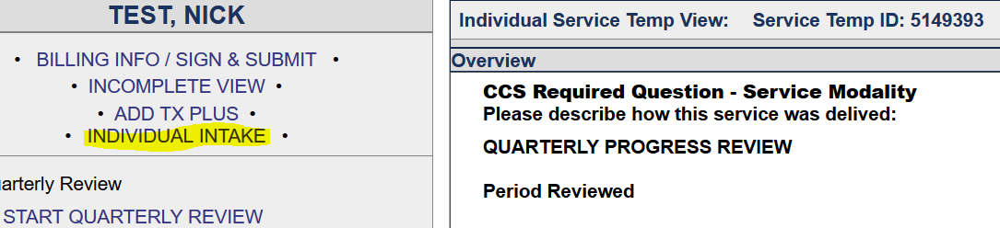 TEST, NICK
• BILLING INFO / SIGN & SUBMIT •
• INCOMPLETE VIEW •
• ADD TX PLUS •
• INDIVIDUAL INTAKE •
arterly Review
START QUARTERLY REVIEW
Individual Service Temp View: Service Temp ID: 5149393
Overview
CCS Required Question - Service Modality
Please describe how this service was delived:
QUARTERLY PROGRESS REVIEW
Period Reviewed